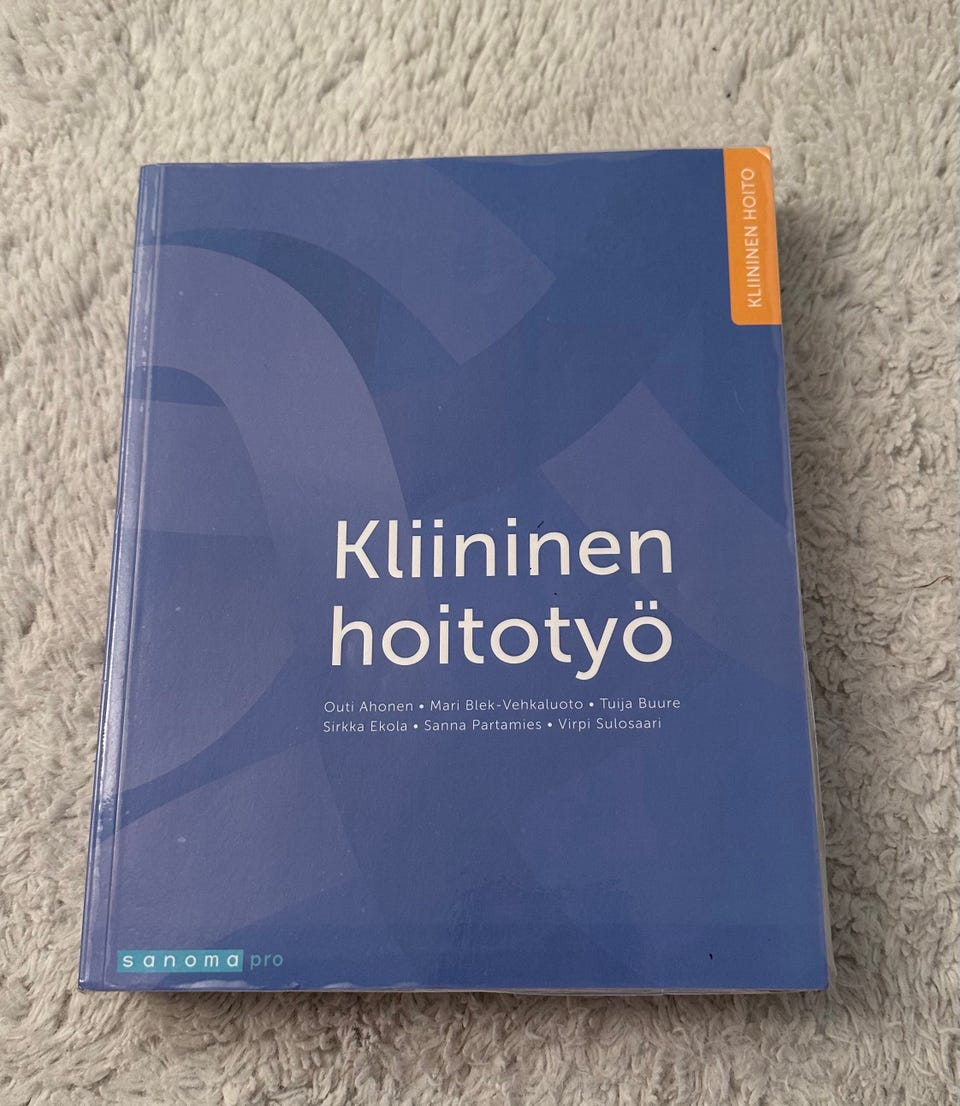 KLIININEN HOITO
Kliininen
hoitotyö
Outi Ahonen • Mari Blek-Vehkaluoto • Tuija Buure
Sirkka Ekola • Sanna Partamies • Virpi Sulosaari
sanoma pro